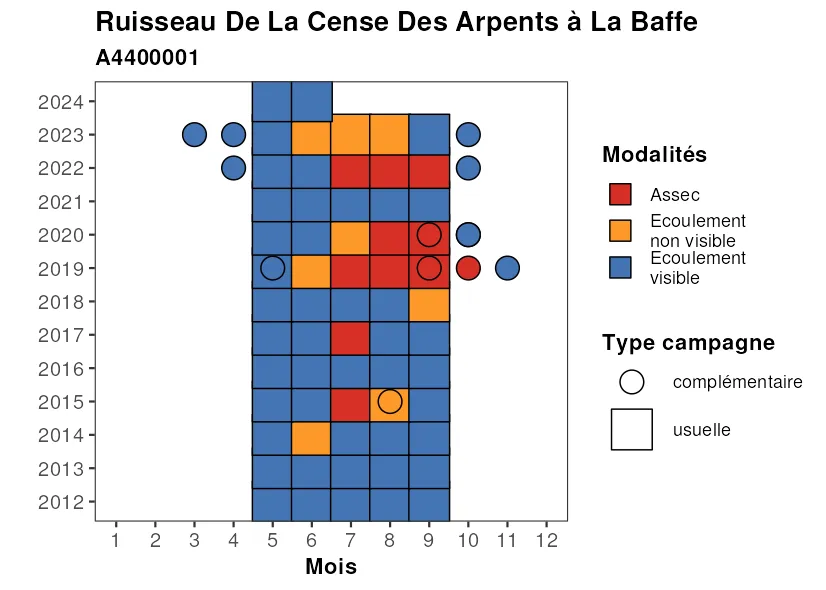 Ruisseau De La Cense Des Arpents à La Baffe
A4400001
2024
2023
2022
2021
2020
2019
2018
2017
2016
2015
2014
2013
2012
1 2 3 4 5 6 7 8 9 10 11 12
Mois
Modalités
Assec
Ecoulement
non visible
Ecoulement
visible
Type campagne
complémentaire
usuelle